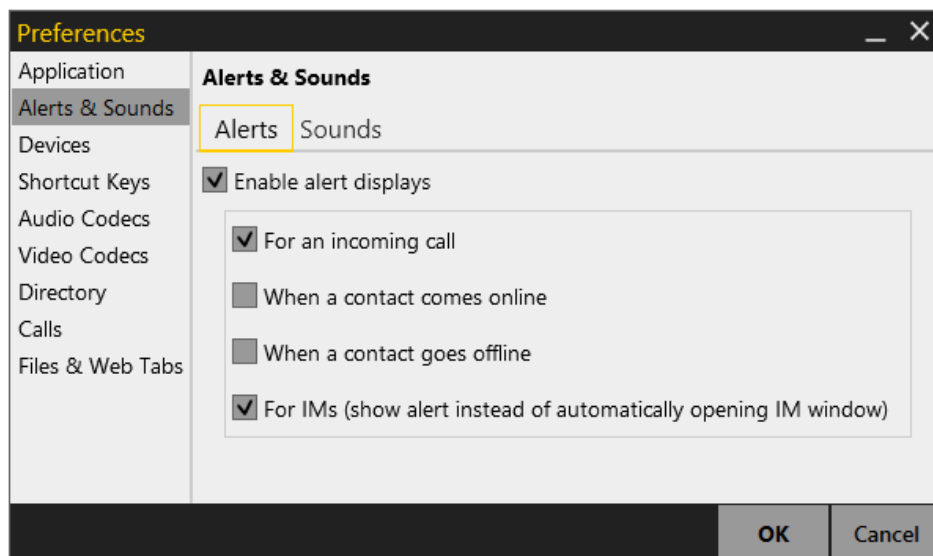 Preferences
Application
Alerts & Sounds
Devices
Shortcut Keys
Audio Codecs
Video Codecs
Directory
Calls
Files & Web Tabs
Alerts & Sounds
Alerts Sounds
Enable alert displays
For an incoming call
When a contact comes online
When a contact goes offline
For IMs (show alert instead of automatically opening IM window)
OK Cancel